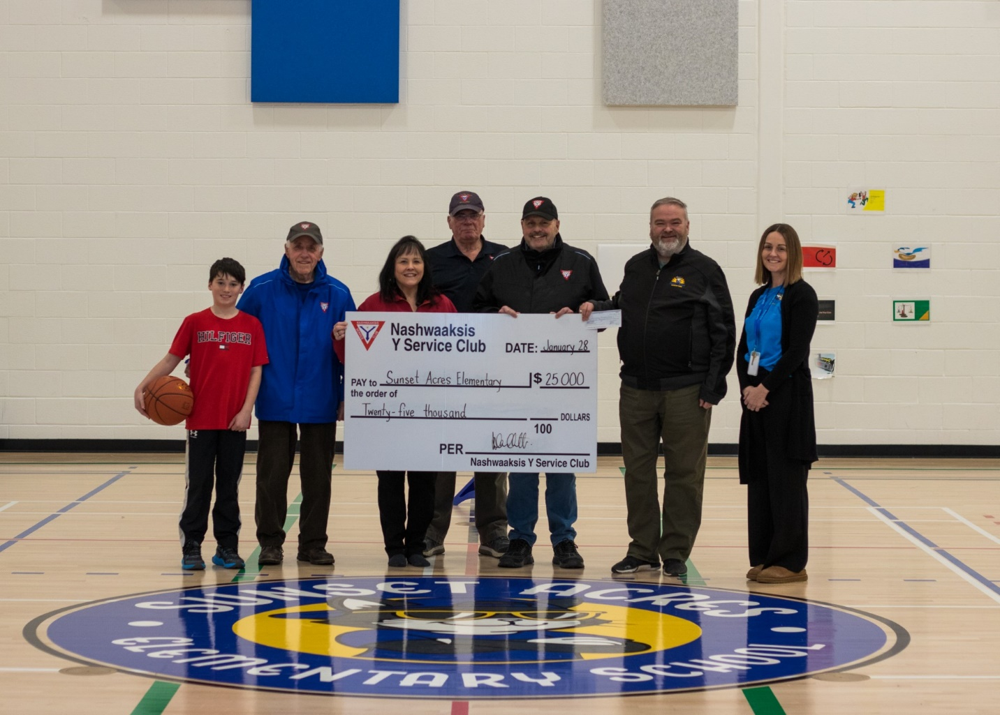 HILFIGER
NASHWAAKSIS
Nashwaaksis
Y Service Club
DATE: January 28
PAY to Sunset Acres Elementary $ 25 000
the order of
Twenty-five thousand DOLLARS
100
PER
Nashwaaksis Y Service Club
SUNSET ACRES
ELEMENTARY SCHOOL